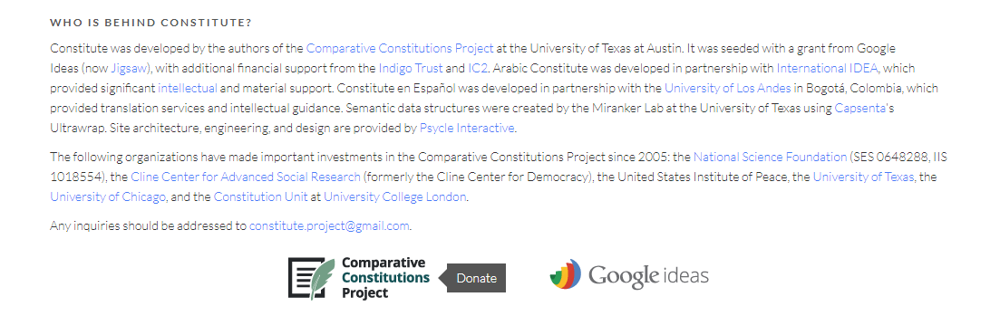 WHO IS BEHIND CONSTITUTE?
Constitute was developed by the authors of the Comparative Constitutions Project at the University of Texas at Austin. It was seeded with a grant from Google
Ideas (now Jigsaw), with additional financial support from the Indigo Trust and IC2. Arabic Constitute was developed in partnership with International IDEA, which
provided significant intellectual and material support. Constitute en Español was developed in partnership with the University of Los Andes in Bogotá, Colombia, which
provided translation services and intellectual guidance. Semantic data structures were created by the Miranker Lab at the University of Texas using Capsenta's
Ultrawrap. Site architecture, engineering, and design are provided by Psycle Interactive.
The following organizations have made important investments in the Comparative Constitutions Project since 2005: the National Science Foundation (SES 0648288, IIS
1018554), the Cline Center for Advanced Social Research (formerly the Cline Center for Democracy), the United States Institute of Peace, the University of Texas, the
University of Chicago, and the Constitution Unit at University College London.
Any inquiries should be addressed to constitute.project@gmail.com.
Comparative
Constitutions
Project
Donate
Google ideas